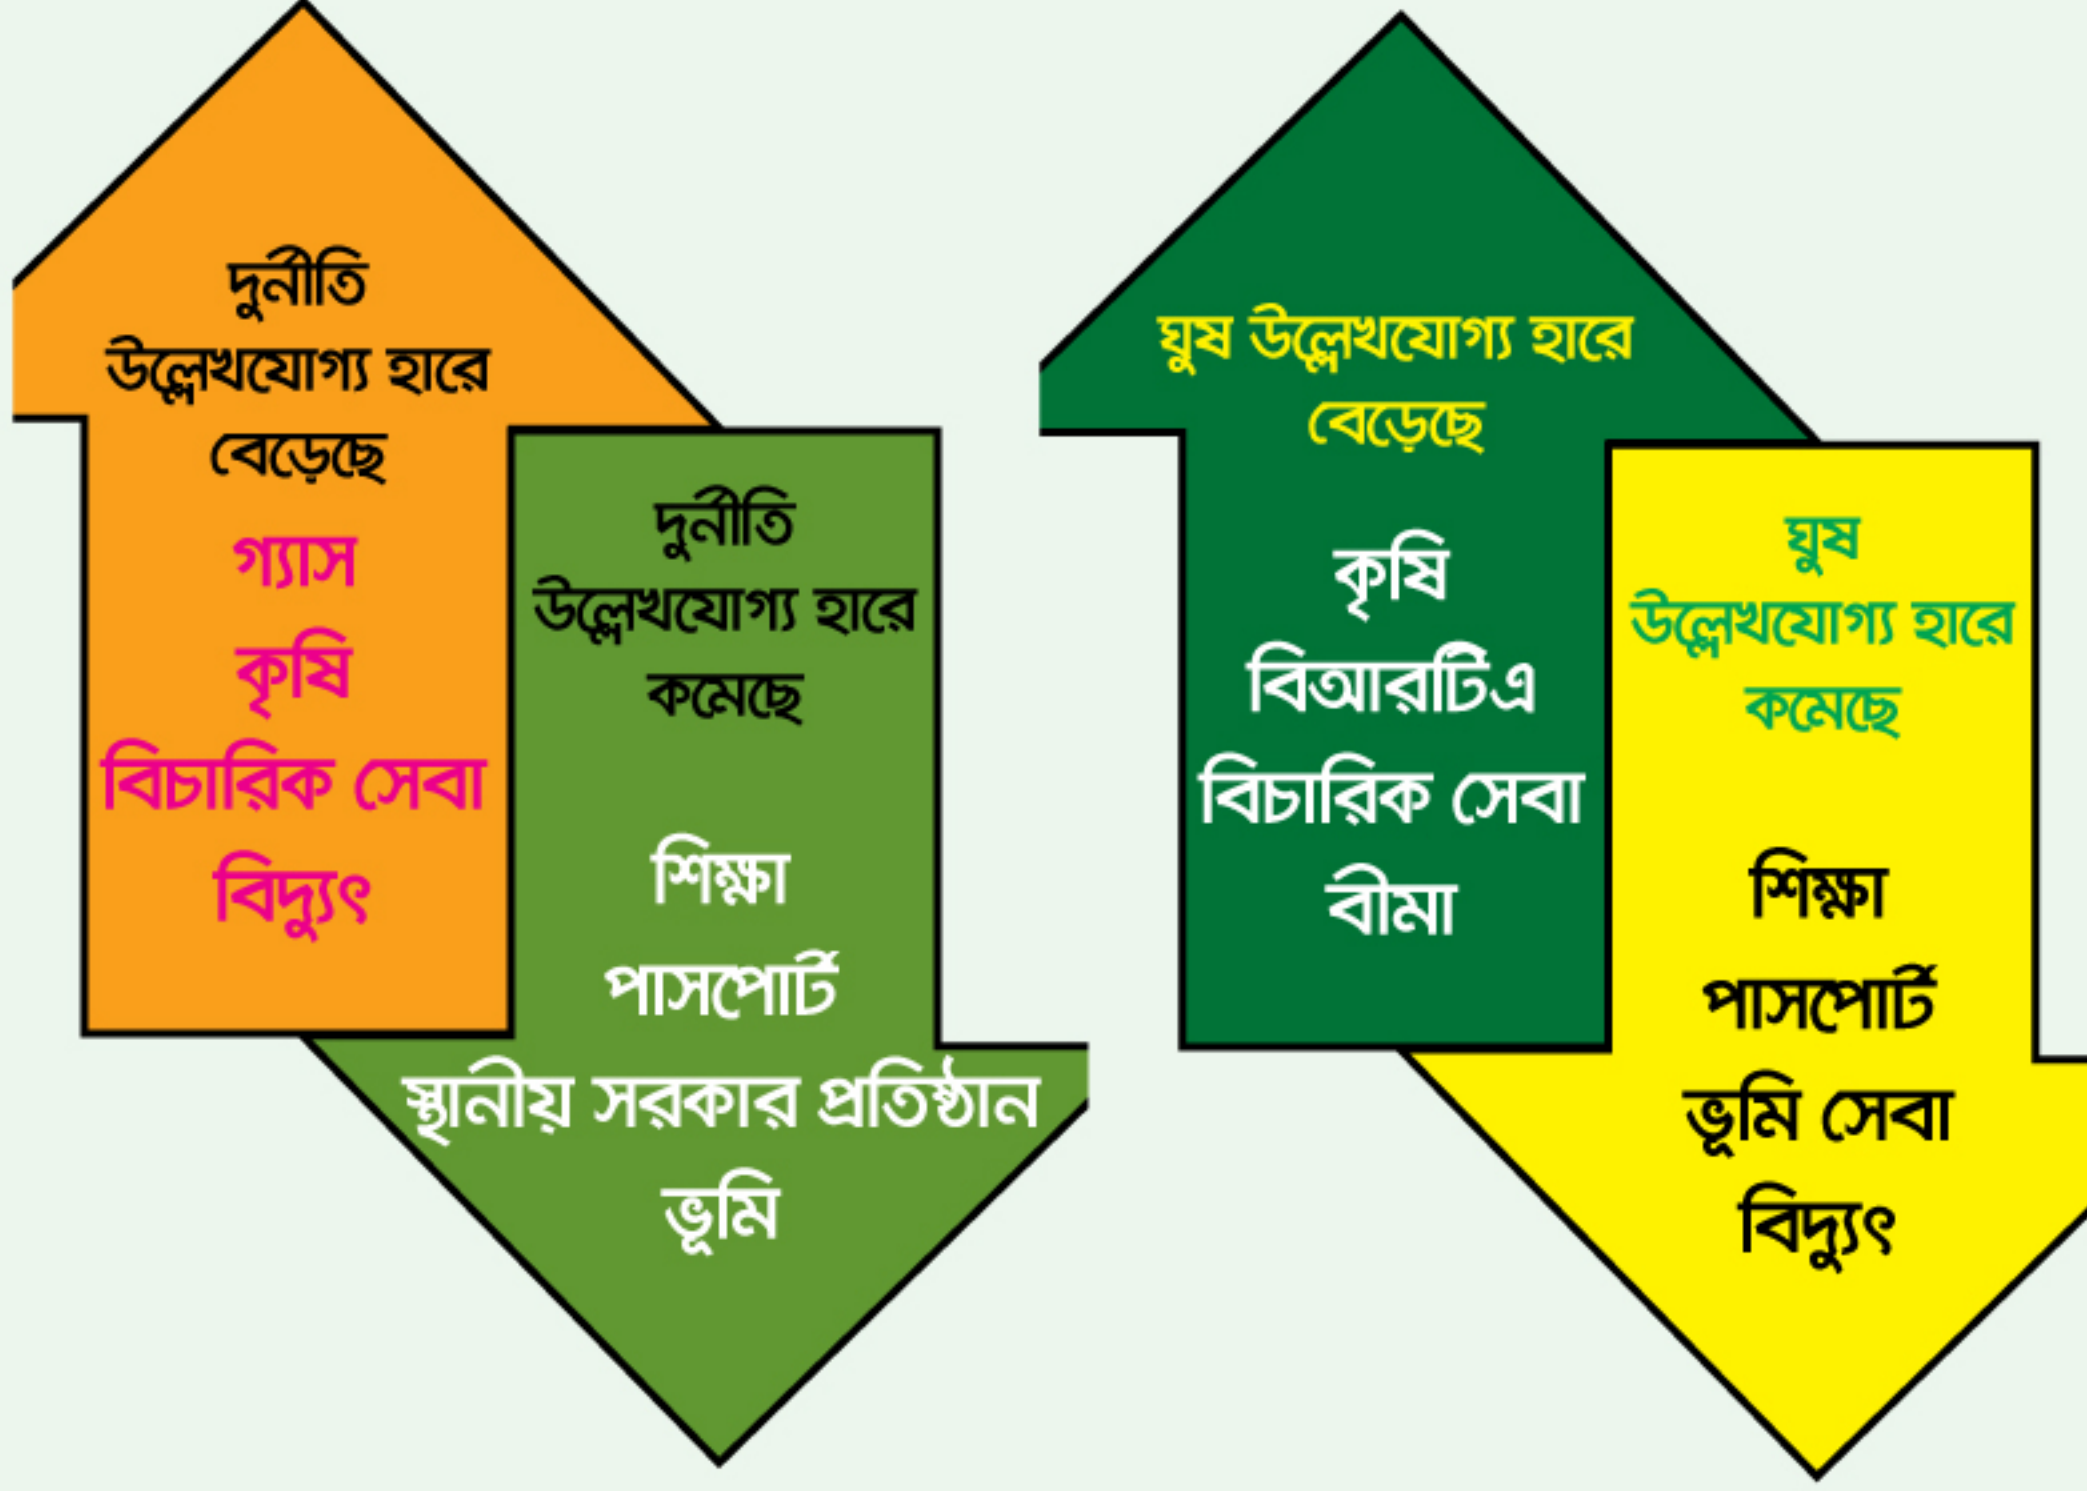 দুর্নীতি
উল্লেখযোগ্য হারে
বেড়েছে
গ্যাস
কৃষি
বিচারিক সেবা
বিদ্যুৎ
দুর্নীতি
উল্লেখযোগ্য হারে
কমেছে
শিক্ষা
পাসপোর্ট
স্থানীয় সরকার প্রতিষ্ঠান
ভূমি
ঘুষ উল্লেখযোগ্য হারে
বেড়েছে
কৃষি
বিআরটিএ
বিচারিক সেবা
বীমা
ঘুষ
উল্লেখযোগ্য হারে
কমেছে
শিক্ষা
পাসপোর্ট
ভূমি সেবা
বিদ্যুৎ